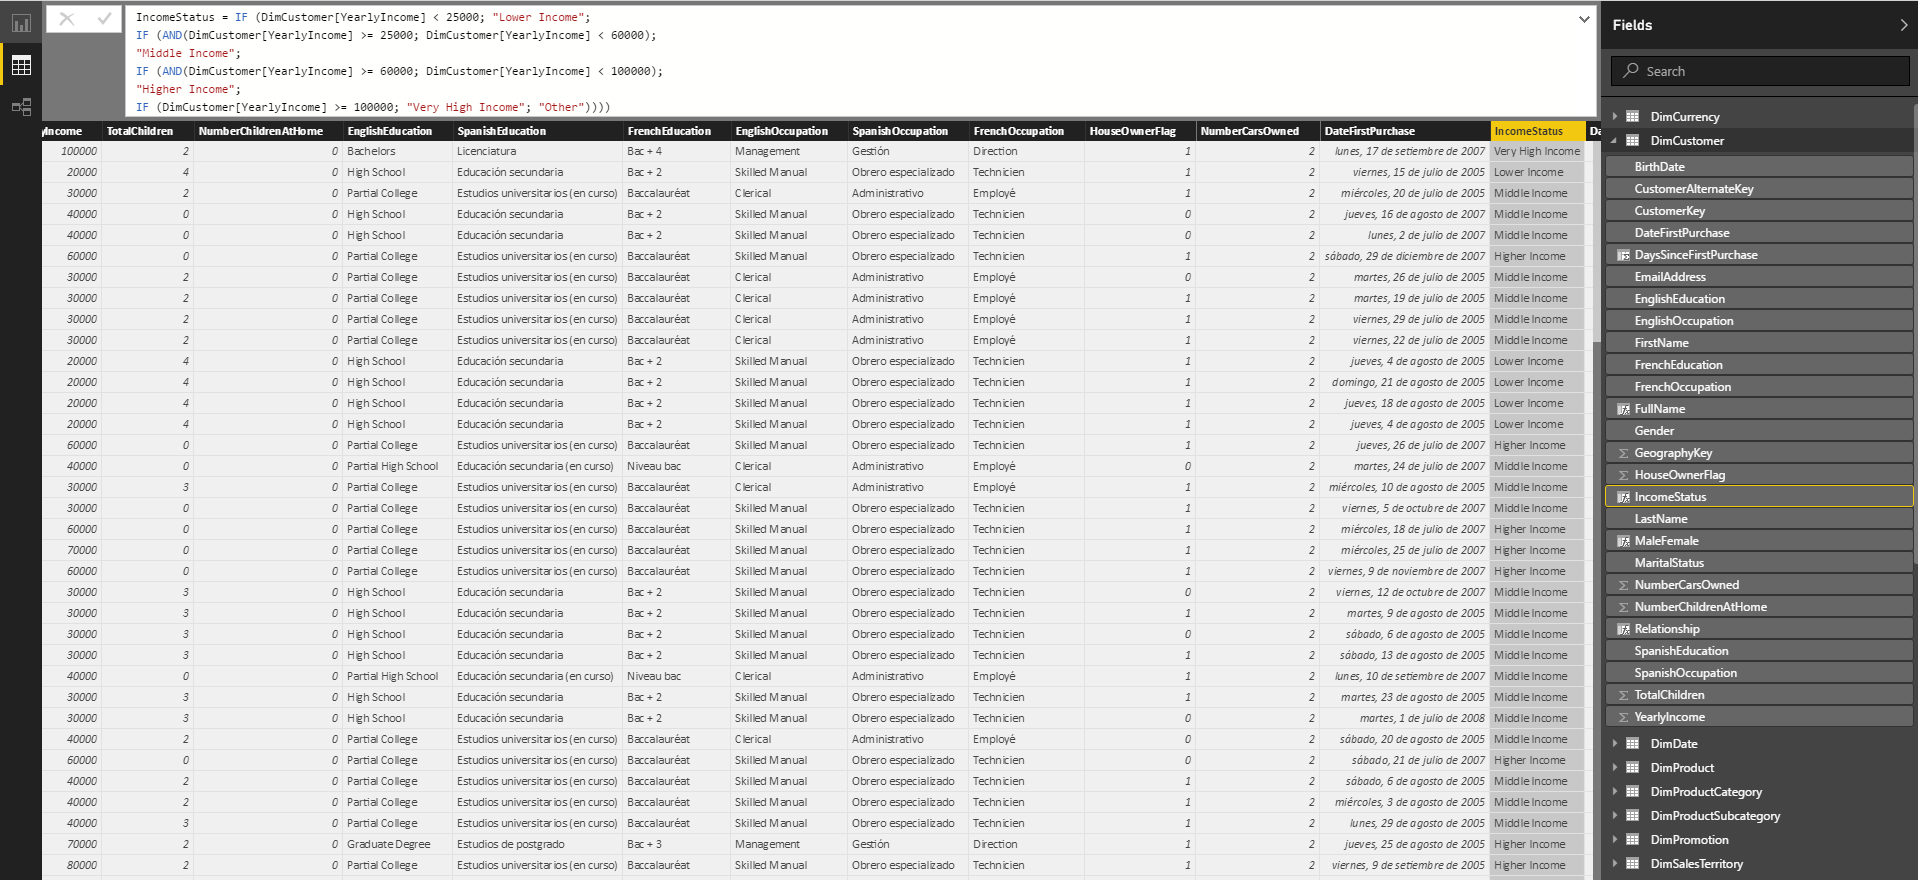 IncomeStatus = IF (DimCustomer[YearlyIncome] < 25000; "Lower Income";
IF (AND(DimCustomer[YearlyIncome] >= 25000; DimCustomer[YearlyIncome] < 60000);
"Middle Income";
IF (AND(DimCustomer[YearlyIncome] >= 60000; DimCustomer[YearlyIncome] < 100000);
"Higher Income";
IF (DimCustomer[YearlyIncome] >= 100000; "Very High Income"; "Other"))))
yIncome TotalChildren NumberChildrenAtHome EnglishEducation SpanishEducation FrenchEducation EnglishOccupation SpanishOccupation FrenchOccupation HouseOwnerFlag NumberCarsOwned DateFirstPurchase IncomeStatus Da
100000 2 0 Bachelors Licenciatura Bac + 4 Management Gestión Direction 1 2 lunes, 17 de setiembre de 2007 Very High Income
20000 4 0 High School Educación secundaria Bac + 2 Skilled Manual Obrero especializado Technicien 1 2 viernes, 15 de julio de 2005 Lower Income
30000 2 0 Partial College Estudios universitarios (en curso) Baccalauréat Clerical Administrativo Employé 1 2 miércoles, 20 de julio de 2005 Middle Income
40000 0 0 High School Educación secundaria Bac + 2 Skilled Manual Obrero especializado Technicien 0 2 jueves, 16 de agosto de 2007 Middle Income
40000 0 0 High School Educación secundaria Bac + 2 Skilled Manual Obrero especializado Technicien 0 2 lunes, 2 de julio de 2007 Middle Income
60000 0 0 Partial College Estudios universitarios (en curso) Baccalauréat Skilled Manual Obrero especializado Technicien 1 2 sábado, 29 de diciembre de 2007 Higher Income
30000 2 0 Partial College Estudios universitarios (en curso) Baccalauréat Clerical Administrativo Employé 0 2 martes, 26 de julio de 2005 Middle Income
30000 2 0 Partial College Estudios universitarios (en curso) Baccalauréat Clerical Administrativo Employé 1 2 martes, 19 de julio de 2005 Middle Income
30000 2 0 Partial College Estudios universitarios (en curso) Baccalauréat Clerical Administrativo Employé 1 2 viernes, 29 de julio de 2005 Middle Income
30000 2 0 Partial College Estudios universitarios (en curso) Baccalauréat Clerical Administrativo Employé 1 2 viernes, 22 de julio de 2005 Middle Income
20000 4 0 High School Educación secundaria Bac + 2 Skilled Manual Obrero especializado Technicien 1 2 jueves, 4 de agosto de 2005 Lower Income
20000 4 0 High School Educación secundaria Bac + 2 Skilled Manual Obrero especializado Technicien 1 2 domingo, 21 de agosto de 2005 Lower Income
20000 4 0 High School Educación secundaria Bac + 2 Skilled Manual Obrero especializado Technicien 1 2 jueves, 18 de agosto de 2005 Lower Income
20000 4 0 High School Educación secundaria Bac + 2 Skilled Manual Obrero especializado Technicien 1 2 jueves, 4 de agosto de 2005 Lower Income
60000 0 0 Partial College Estudios universitarios (en curso) Baccalauréat Skilled Manual Obrero especializado Technicien 1 2 jueves, 26 de julio de 2007 Higher Income
40000 0 0 Partial High School Educación secundaria (en curso) Niveau bac Clerical Administrativo Employé 0 2 martes, 24 de julio de 2007 Middle Income
30000 3 0 Partial College Estudios universitarios (en curso) Baccalauréat Clerical Administrativo Employé 1 2 miércoles, 10 de agosto de 2005 Middle Income
30000 0 0 Partial College Estudios universitarios (en curso) Baccalauréat Skilled Manual Obrero especializado Technicien 1 2 viernes, 5 de octubre de 2007 Middle Income
60000 0 0 Partial College Estudios universitarios (en curso) Baccalauréat Skilled Manual Obrero especializado Technicien 1 2 miércoles, 18 de julio de 2007 Higher Income
70000 0 0 Partial College Estudios universitarios (en curso) Baccalauréat Skilled Manual Obrero especializado Technicien 1 2 miércoles, 25 de julio de 2007 Higher Income
60000 0 0 Partial College Estudios universitarios (en curso) Baccalauréat Skilled Manual Obrero especializado Technicien 1 2 viernes, 9 de noviembre de 2007 Higher Income
30000 3 0 High School Educación secundaria Bac + 2 Skilled Manual Obrero especializado Technicien 0 2 viernes, 12 de octubre de 2007 Middle Income
30000 3 0 High School Educación secundaria Bac + 2 Skilled Manual Obrero especializado Technicien 1 2 martes, 9 de agosto de 2005 Middle Income
30000 3 0 High School Educación secundaria Bac + 2 Skilled Manual Obrero especializado Technicien 0 2 sábado, 6 de agosto de 2005 Middle Income
30000 3 0 High School Educación secundaria Bac + 2 Skilled Manual Obrero especializado Technicien 1 2 sábado, 13 de agosto de 2005 Middle Income
40000 0 0 Partial High School Educación secundaria (en curso) Niveau bac Clerical Administrativo Employé 1 2 lunes, 10 de setiembre de 2007 Middle Income
30000 3 0 High School Educación secundaria Bac + 2 Skilled Manual Obrero especializado Technicien 1 2 martes, 23 de agosto de 2005 Middle Income
30000 3 0 High School Educación secundaria Bac + 2 Skilled Manual Obrero especializado Technicien 0 2 martes, 1 de julio de 2008 Middle Income
40000 2 0 Partial College Estudios universitarios (en curso) Baccalauréat Clerical Administrativo Employé 0 2 sábado, 20 de agosto de 2005 Middle Income
60000 0 0 Partial College Estudios universitarios (en curso) Baccalauréat Skilled Manual Obrero especializado Technicien 0 2 sábado, 21 de julio de 2007 Higher Income
40000 2 0 Partial College Estudios universitarios (en curso) Baccalauréat Skilled Manual Obrero especializado Technicien 1 2 sábado, 6 de agosto de 2005 Middle Income
40000 2 0 Partial College Estudios universitarios (en curso) Baccalauréat Skilled Manual Obrero especializado Technicien 1 2 miércoles, 3 de agosto de 2005 Middle Income
40000 3 0 Partial College Estudios universitarios (en curso) Baccalauréat Skilled Manual Obrero especializado Technicien 1 2 lunes, 29 de agosto de 2005 Middle Income
70000 2 0 Graduate Degree Estudios de postgrado Bac + 3 Management Gestión Direction 1 2 jueves, 25 de agosto de 2005 Higher Income
80000 2 0 Partial College Estudios universitarios (en curso) Baccalauréat Skilled Manual Obrero especializado Technicien 1 2 viernes, 9 de setiembre de 2005 Higher Income
Fields
Search
DimCurrency
DimCustomer
BirthDate
CustomerAlternateKey
CustomerKey
DateFirstPurchase
DaysSinceFirstPurchase
EmailAddress
EnglishEducation
EnglishOccupation
FirstName
FrenchEducation
FrenchOccupation
FullName
Gender
GeographyKey
HouseOwnerFlag
IncomeStatus
LastName
MaleFemale
MaritalStatus
NumberCarsOwned
NumberChildrenAtHome
Relationship
SpanishEducation
SpanishOccupation
TotalChildren
YearlyIncome
DimDate
DimProduct
DimProductCategory
DimProductSubcategory
DimPromotion
DimSalesTerritory